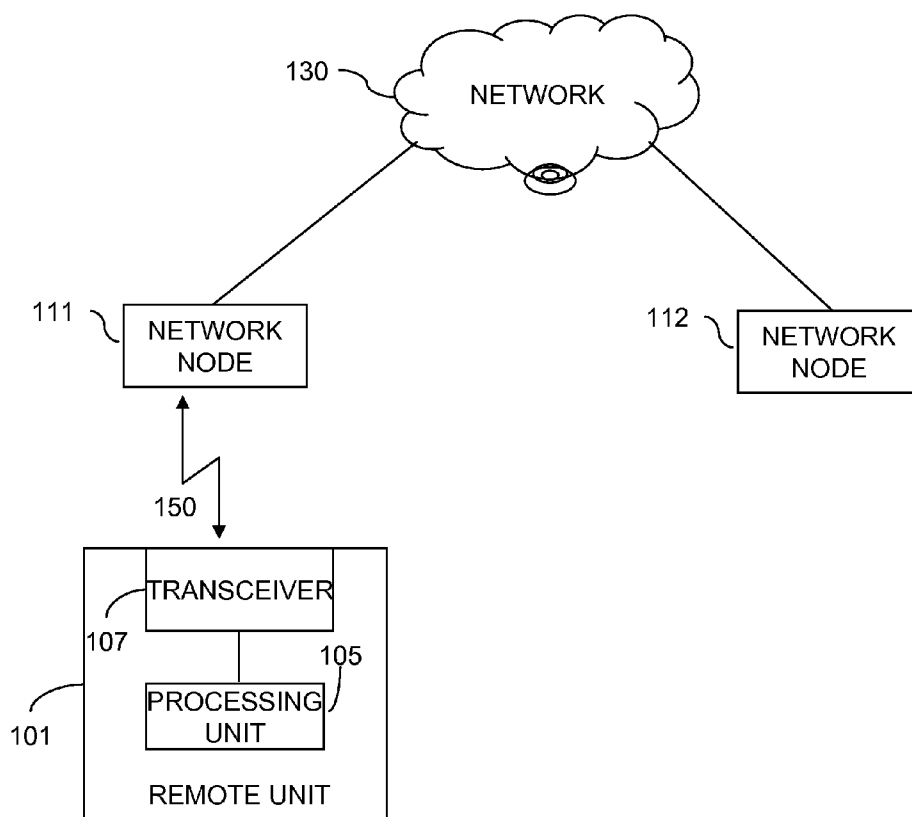 130
NETWORK
111
NETWORK
NODE
112
NETWORK
NODE
150
TRANSCEIVER
107
105
PROCESSING
UNIT
101
REMOTE UNIT